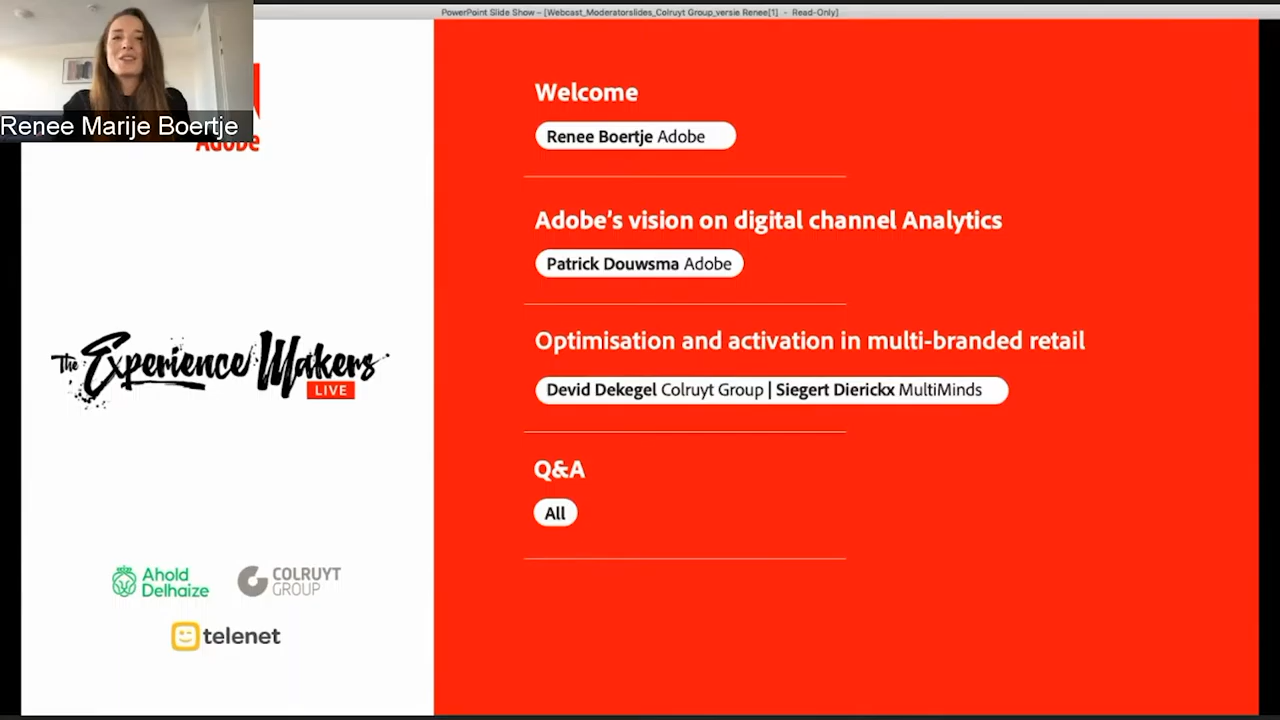 PowerPoint Slide Show - [Webcast_Moderatorslides_Colruyt Group_versie Renee[1] - Read-Only]
Renee Marije Boertje
Adobe
The Experience Makers
LIVE
Ahold
Delhaize
COLRUYT
GROUP
telenet
Welcome
Renee Boertje Adobe
Adobe’s vision on digital channel Analytics
Patrick Douwsma Adobe
Optimisation and activation in multi-branded retail
Devid Dekegel Colruyt Group | Siegert Dierickx MultiMinds
Q&A
All